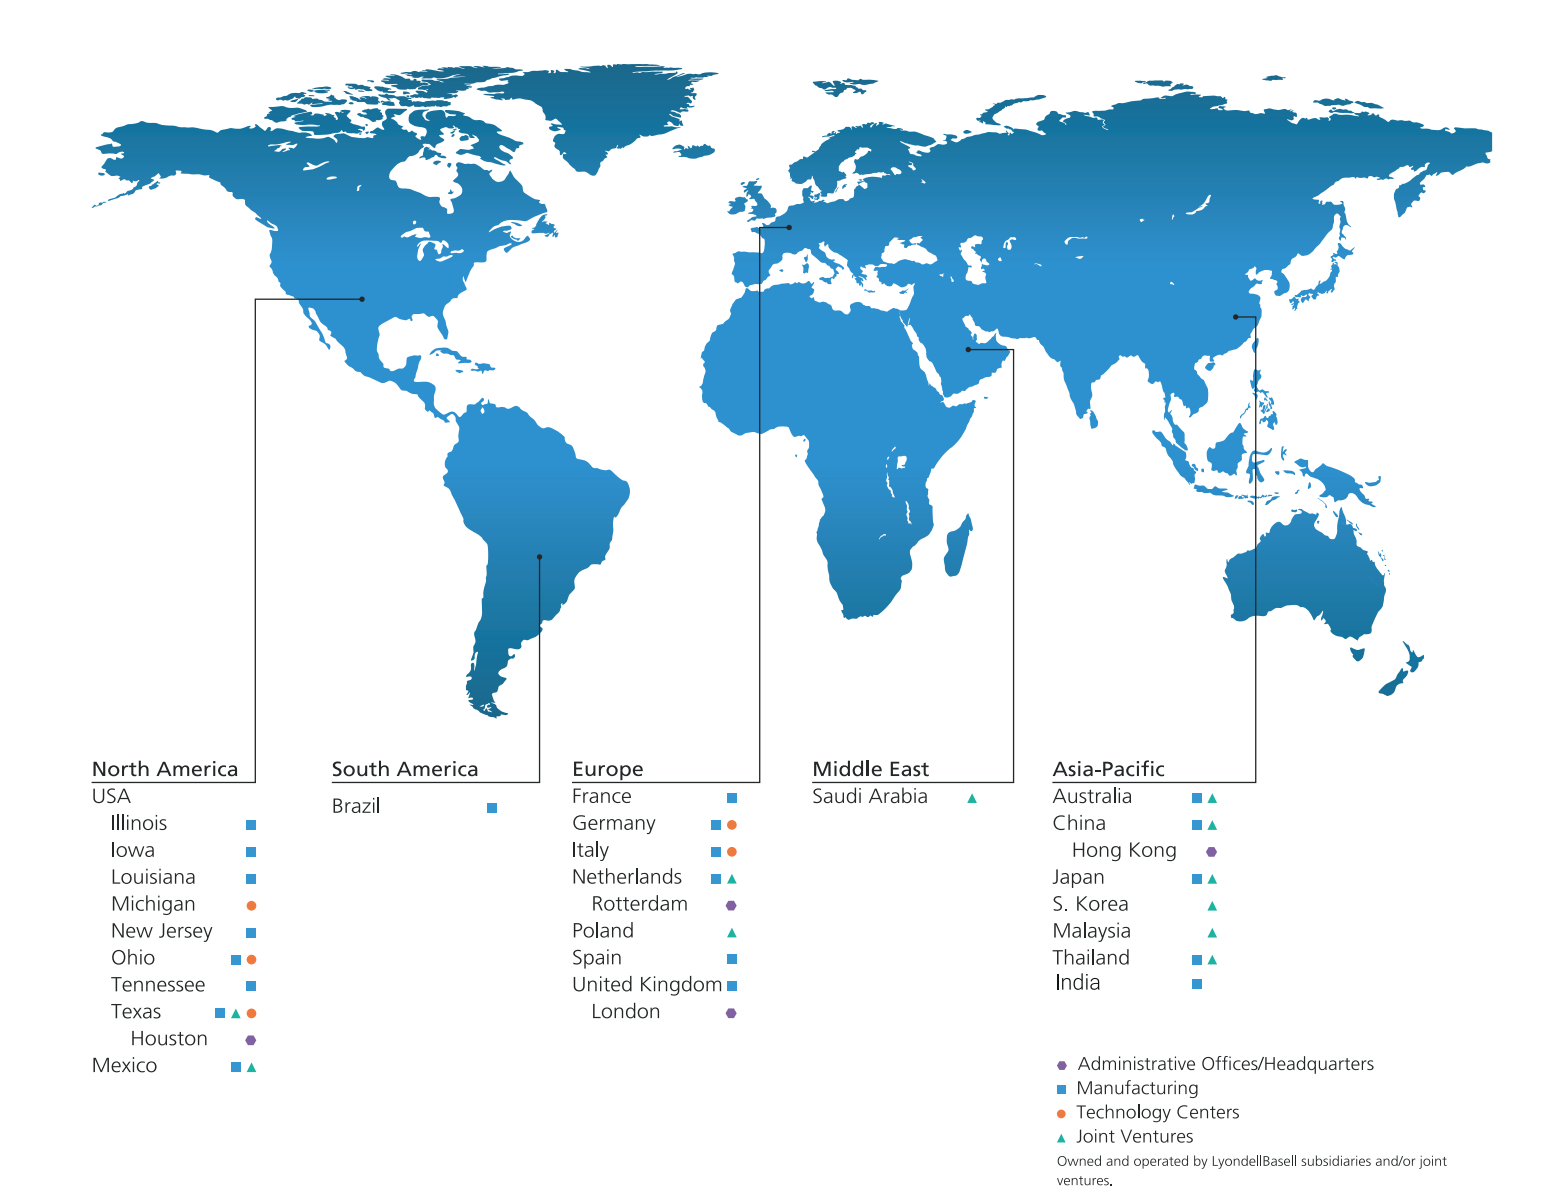 North America
USA
Illinois
Iowa
Louisiana
Michigan
New Jersey
Ohio
Tennessee
Texas
Houston
Mexico
South America
Brazil
Europe
France
Germany
Italy
Netherlands
Rotterdam
Poland
Spain
United Kingdom
London
Middle East
Saudi Arabia
Asia-Pacific
Australia
China
Hong Kong
Japan
S. Korea
Malaysia
Thailand
India
Administrative Offices/Headquarters
Manufacturing
Technology Centers
Joint Ventures
Owned and operated by LyondellBasell subsidiaries and/or joint
ventures.